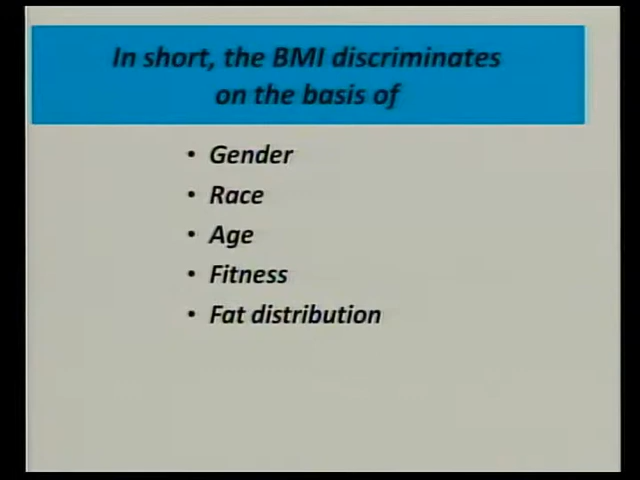 In short, the BMI discriminates
on the basis of
• Gender
• Race
• Age
• Fitness
• Fat distribution